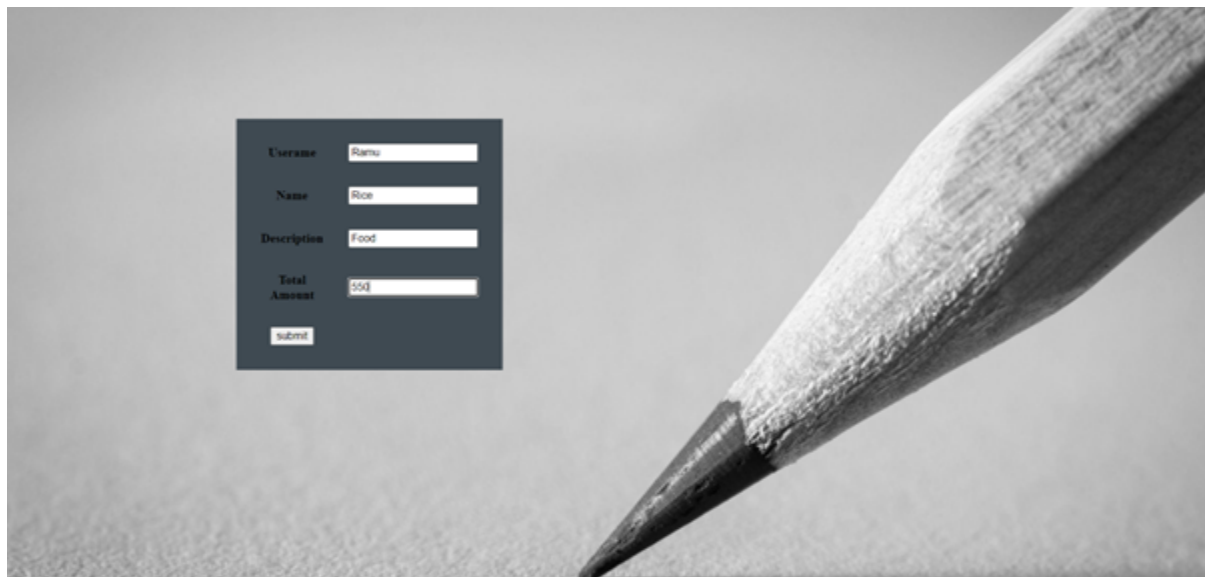 Userame Ramu
Name Rice
Description Food
Total
Amount 550
submit